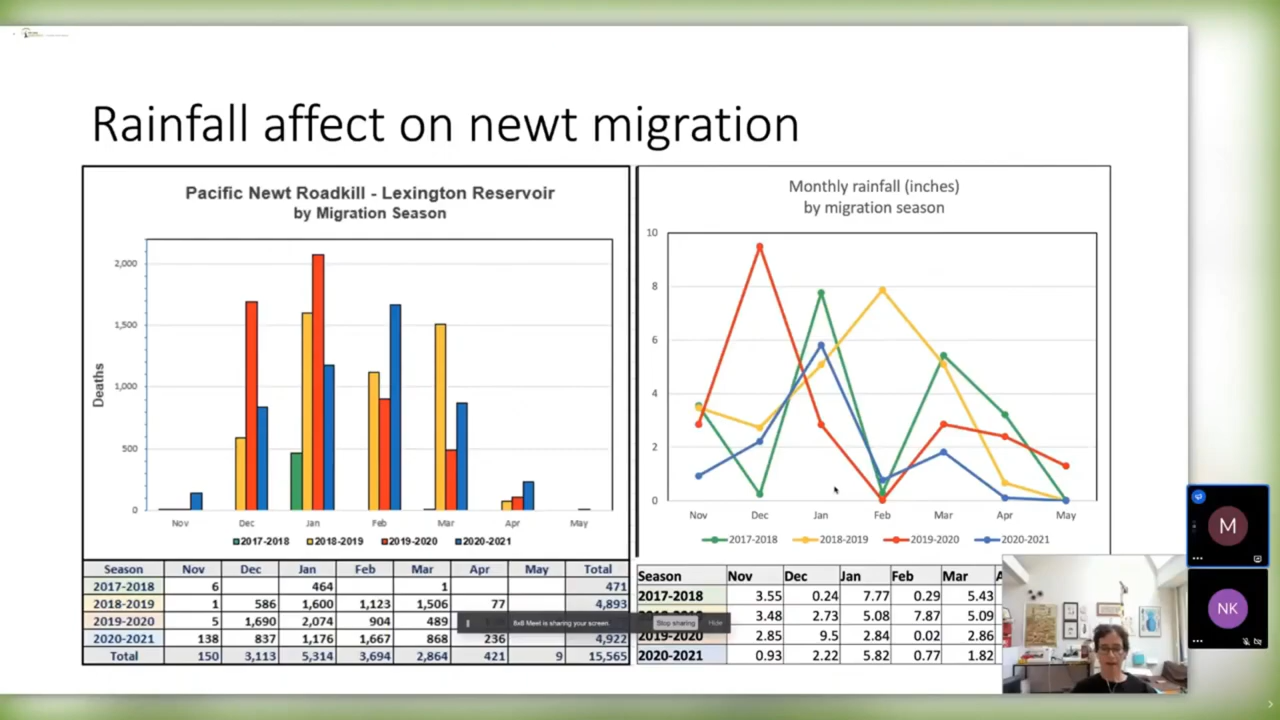 Rainfall affect on newt migration
Pacific Newt Roadkill - Lexington Reservoir
by Migration Season
2,000
1,500
1,000
500
0
Deaths
Nov Dec Jan Feb Mar Apr May
2017-2018 2018-2019 2019-2020 2020-2021
Season Nov Dec Jan Feb Mar Apr May Total
2017-2018 6 464 1 471
2018-2019 1 586 1,600 1,123 1,506 77 4,893
2019-2020 5 1,690 2,074 904 489
2020-2021 138 837 1,176 1,667 868 236 4,922
Total 150 3,113 5,314 3,694 2,864 421 9 15,565
Monthly rainfall (inches)
by migration season
10
8
6
4
2
0
Nov Dec Jan Feb Mar Apr May
2017-2018 2018-2019 2019-2020 2020-2021
Season Nov Dec Jan Feb Mar A
2017-2018 3.55 0.24 7.77 0.29 5.43
3.48 2.73 5.08 7.87 5.09
2019-2020 2.85 9.5 2.84 0.02 2.86
2020-2021 0.93 2.22 5.82 0.77 1.82
8x8 Meet is sharing your screen. Stop sharing Hide
M
NK